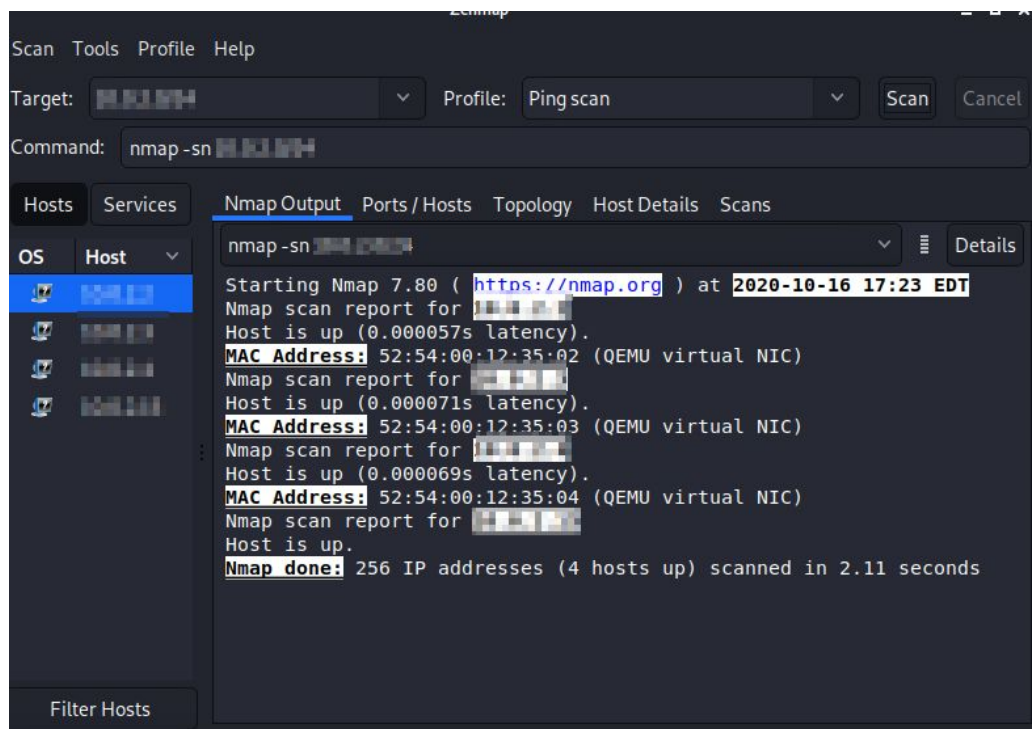 Zenmap
Scan Tools Profile Help
Target: Profile: Ping scan Scan Cancel
Command: nmap -sn
Hosts Services Nmap Output Ports / Hosts Topology Host Details Scans
nmap -sn Details
OS Host
Starting Nmap 7.80 ( https://nmap.org ) at 2020-10-16 17:23 EDT
Nmap scan report for
Host is up (0.000057s latency).
MAC Address: 52:54:00:12:35:02 (QEMU virtual NIC)
Nmap scan report for
Host is up (0.000071s latency).
MAC Address: 52:54:00:12:35:03 (QEMU virtual NIC)
Nmap scan report for
Host is up (0.000069s latency).
MAC Address: 52:54:00:12:35:04 (QEMU virtual NIC)
Nmap scan report for
Host is up.
Nmap done: 256 IP addresses (4 hosts up) scanned in 2.11 seconds
Filter Hosts